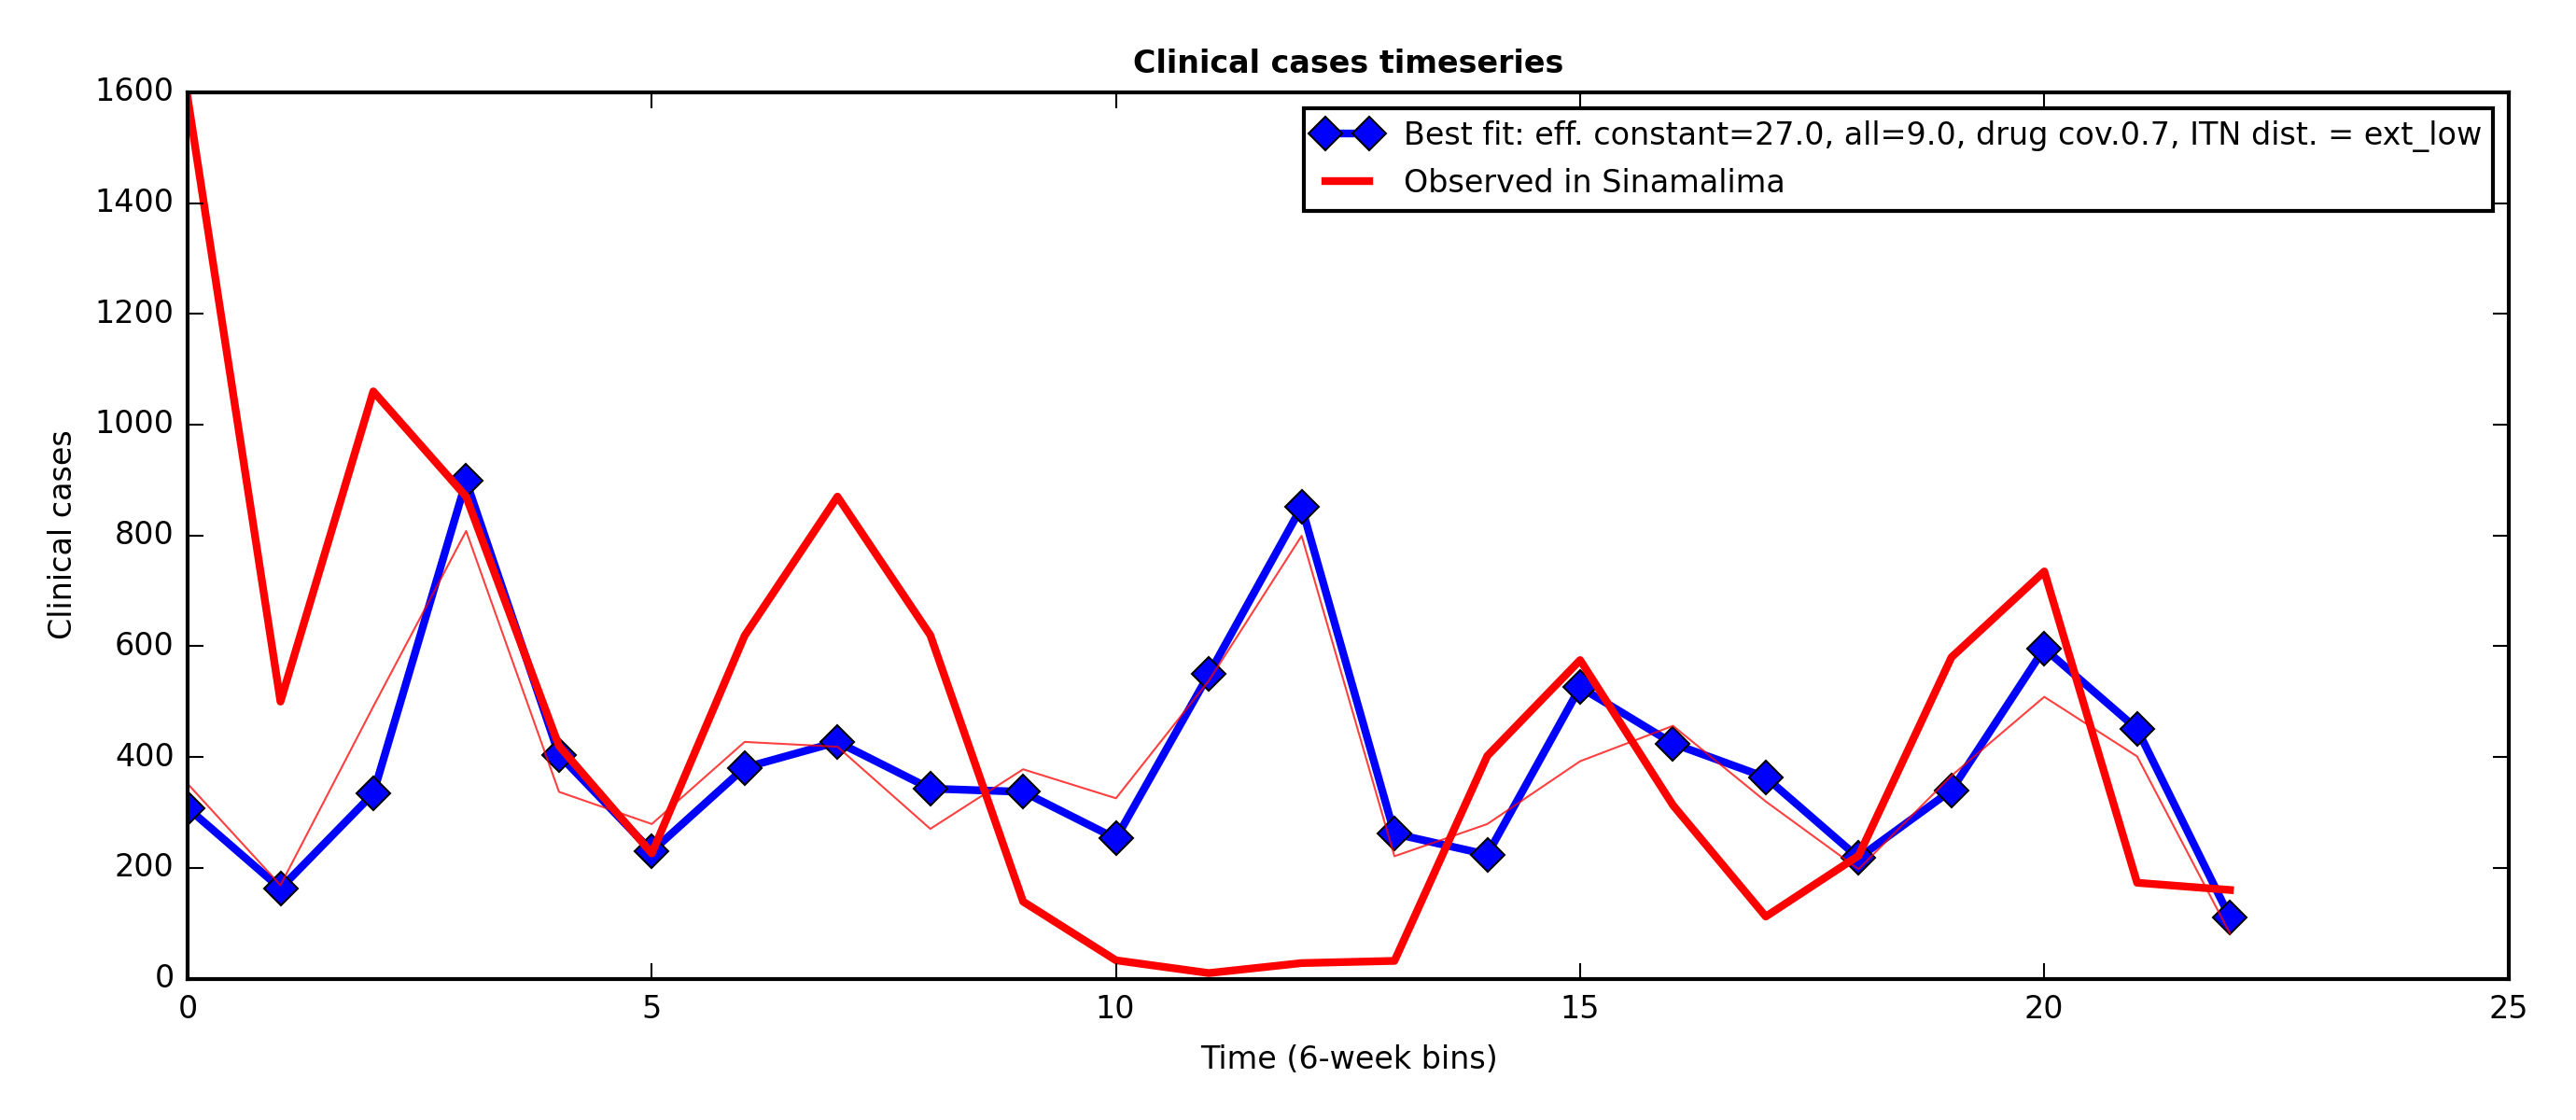 Clinical cases timeseries
1600
1400
1200
1000
800
600
400
200
0
Clinical cases
Best fit: eff. constant=27.0, all=9.0, drug cov.0.7, ITN dist. = ext_low
Observed in Sinamalima
0 5 10 15 20 25
Time (6-week bins)